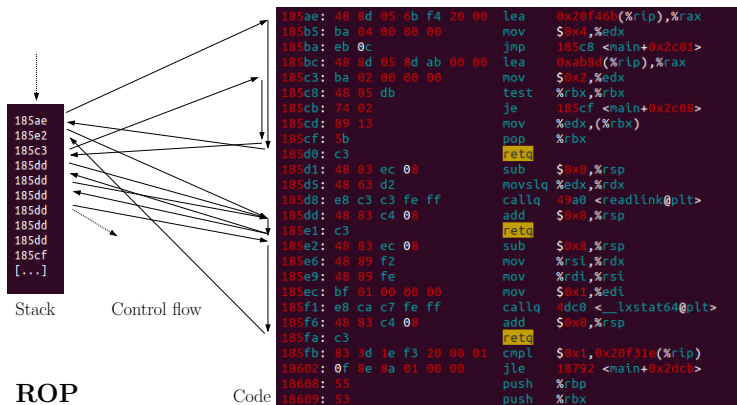 185ae
185e2
185c3
185dd
185dd
185dd
185dd
185dd
185dd
185cf
[...]
Stack
Control flow
ROP
Code
185ae: 48 8d 05 6b f4 20 00 lea 0x20f46b(%rip),%rax
185b5: ba 04 00 00 00 mov $0x4,%edx
185ba: eb 0c jmp 185c8 <main+0x2c01>
185bc: 48 8d 05 8d ab 00 00 lea 0xab8d(%rip),%rax
185c3: ba 02 00 00 00 mov $0x2,%edx
185c8: 48 85 db test %rbx,%rbx
185cb: 74 02 je 185cf <main+0x2c08>
185cd: 89 13 mov %edx,(%rbx)
185cf: 5b pop %rbx
185d0: c3 retq
185d1: 48 83 ec 08 sub $0x8,%rsp
185d5: 48 63 d2 movslq %edx,%rdx
185d8: e8 c3 c3 fe ff callq 49a0 <readlink@plt>
185dd: 48 83 c4 08 add $0x8,%rsp
185e1: c3 retq
185e2: 48 83 ec 08 sub $0x8,%rsp
185e6: 48 89 f2 mov %rsi,%rdx
185e9: 48 89 fe mov %rdi,%rsi
185ec: bf 01 00 00 00 mov $0x1,%edi
185f1: e8 ca c7 fe ff callq 4dc0 <__lxstat64@plt>
185f6: 48 83 c4 08 add $0x8,%rsp
185fa: c3 retq
185fb: 83 3d 1e f3 20 00 01 cmpl $0x1,0x20f31e(%rip)
18602: 0f 8e 8a 01 00 00 jle 18792 <main+0x2dcb>
18608: 55 push %rbp
18609: 53 push %rbx